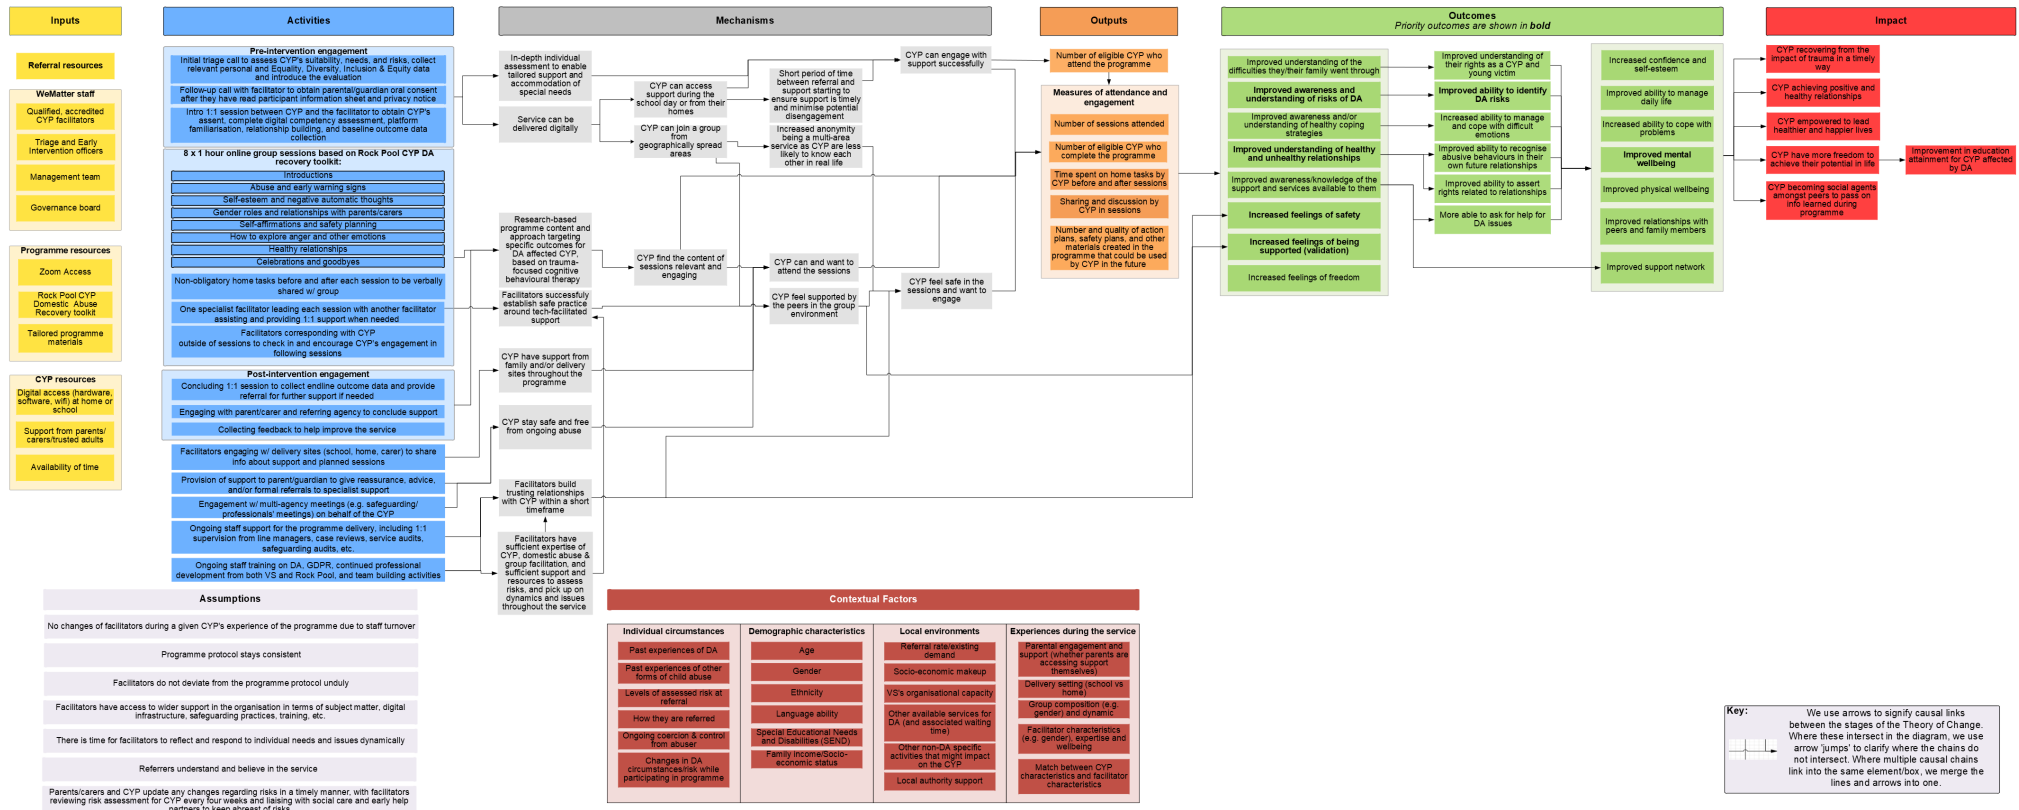 Inputs
Referral resources
WeMatter staff
Qualified, accredited
CYP facilitators
Triage and Early
Intervention officers
Management team
Governance board
Programme resources
Zoom Access
Rock Pool CYP
Domestic Abuse
Recovery toolkit
Tailored programme
materials
CYP resources
Digital access (hardware,
software, wifi) at home or
school
Support from parents/
carers/trusted adults
Availability of time
Activities
Pre-intervention engagement
Initial triage call to assess CYP's suitability, needs, and risks, collect
relevant personal and Equality, Diversity, Inclusion & Equity data
and introduce the evaluation
Follow-up call with facilitator to obtain parental/guardian oral consent
after they have read participant information sheet and privacy notice
Intro 1:1 session between CYP and the facilitator to obtain CYP's
assent, complete digital competency assessment, platform
familiarisation, relationship building, and baseline outcome data
collection
8 x 1 hour online group sessions based on Rock Pool CYP DA
recovery toolkit:
Introductions
Abuse and early warning signs
Self-esteem and negative automatic thoughts
Gender roles and relationships with parents/carers
Self-affirmations and safety planning
How to explore anger and other emotions
Healthy relationships
Celebrations and goodbyes
Non-obligatory home tasks before and after each session to be verbally
shared w/ group
One specialist facilitator leading each session with another facilitator
assisting and providing 1:1 support when needed
Facilitators corresponding with CYP
outside of sessions to check in and encourage CYP's engagement in
following sessions
Post-intervention engagement
Concluding 1:1 session to collect endline outcome data and provide
referral for further support if needed
Engaging with parent/carer and referring agency to conclude support
Collecting feedback to help improve the service
Facilitators engaging w/ delivery sites (school, home, carer) to share
info about support and planned sessions
Provision of support to parent/guardian to give reassurance, advice,
and/or formal referrals to specialist support
Engagement w/ multi-agency meetings (e.g. safeguarding/
professionals' meetings) on behalf of the CYP
Ongoing staff support for the programme delivery, including 1:1
supervision from line managers, case reviews, service audits,
safeguarding audits, etc.
Ongoing staff training on DA, GDPR, continued professional
development from both VS and Rock Pool, and team building activities
Mechanisms
In-depth individual
assessment to enable
tailored support and
accommodation of
special needs
Service can be
delivered digitally
CYP can access
support during the
school day or from their
homes
CYP can join a group
from
geographically spread
areas
Short period of time
between referral and
support starting to
ensure support is timely
and minimise potential
disengagement
Increased anonymity
being a multi-area
service as CYP are less
likely to know each
other in real life
CYP can engage with
support successfully
Research-based
programme content and
approach targeting
specific outcomes for
DA affected CYP,
based on trauma-
focused cognitive
behavioural therapy
Facilitators successfuly
establish safe practice
around tech-facilitated
support
CYP find the content of
sessions relevant and
engaging
CYP can and want to
attend the sessions
CYP feel supported by
the peers in the group
environment
CYP feel safe in the
sessions and want to
engage
CYP have support from
family and/or delivery
sites throughout the
programme
CYP stay safe and free
from ongoing abuse
Facilitators build
trusting relationships
with CYP within a short
timeframe
Facilitators have
sufficient expertise of
CYP, domestic abuse &
group facilitation, and
sufficient support and
resources to assess
risks, and pick up on
dynamics and issues
throughout the service
Outputs
Number of eligible CYP who
attend the programme
Measures of attendance and
engagement
Number of sessions attended
Number of eligible CYP who
complete the programme
Time spent on home tasks by
CYP before and after sessions
Sharing and discussion by
CYP in sessions
Number and quality of action
plans, safety plans, and other
materials created in the
programme that could be used
by CYP in the future
Outcomes
Priority outcomes are shown in bold
Improved understanding of the
difficulties they/their family went through
Improved awareness and
understanding of risks of DA
Improved awareness and/or
understanding of healthy coping
strategies
Improved understanding of healthy
and unhealthy relationships
Improved awareness/knowledge of the
support and services available to them
Increased feelings of safety
Increased feelings of being
supported (validation)
Increased feelings of freedom
Improved understanding of
their rights as a CYP and
young victim
Improved ability to identify
DA risks
Increased ability to manage
and cope with difficult
emotions
Improved ability to recognise
abusive behaviours in their
own future relationships
Improved ability to assert
rights related to relationships
More able to ask for help for
DA issues
Increased confidence and
self-esteem
Improved ability to manage
daily life
Increased ability to cope with
problems
Improved mental
wellbeing
Improved physical wellbeing
Improved relationships with
peers and family members
Improved support network
Impact
CYP recovering from the
impact of trauma in a timely
way
CYP achieving positive and
healthy relationships
CYP empowered to lead
healthier and happier lives
CYP have more freedom to
achieve their potential in life
CYP becoming social agents
amongst peers to pass on
info learned during
programme
Improvement in education
attainment for CYP affected
by DA
Assumptions
No changes of facilitators during a given CYP's experience of the programme due to staff turnover
Programme protocol stays consistent
Facilitators do not deviate from the programme protocol unduly
Facilitators have access to wider support in the organisation in terms of subject matter, digital
infrastructure, safeguarding practices, training, etc.
There is time for facilitators to reflect and respond to individual needs and issues dynamically
Referrers understand and believe in the service
Parents/carers and CYP update any changes regarding risks in a timely manner, with facilitators
reviewing risk assessment for CYP every four weeks and liaising with social care and early help
partners to keep abreast of risks
Contextual Factors
Individual circumstances
Past experiences of DA
Past experiences of other
forms of child abuse
Levels of assessed risk at
referral
How they are referred
Ongoing coercion & control
from abuser
Changes in DA
circumstances/risk while
participating in programme
Demographic characteristics
Age
Gender
Ethnicity
Language ability
Special Educational Needs
and Disabilities (SEND)
Family income/Socio-
economic status
Local environments
Referral rate/existing
demand
Socio-economic makeup
VS's organisational capacity
Other available services for
DA (and associated waiting
time)
Other non-DA specific
activities that might impact
on the CYP
Local authority support
Experiences during the service
Parental engagement and
support (whether parents are
accessing support
themselves)
Delivery setting (school vs
home)
Group composition (e.g.
gender) and dynamic
Facilitator characteristics
(e.g. gender), expertise and
wellbeing
Match between CYP
characteristics and facilitator
characteristics
Key:
We use arrows to signify causal links
between the stages of the Theory of Change.
Where these intersect in the diagram, we use
arrow 'jumps' to clarify where the chains do
not intersect. Where multiple causal chains
link into the same element/box, we merge the
lines and arrows into one.